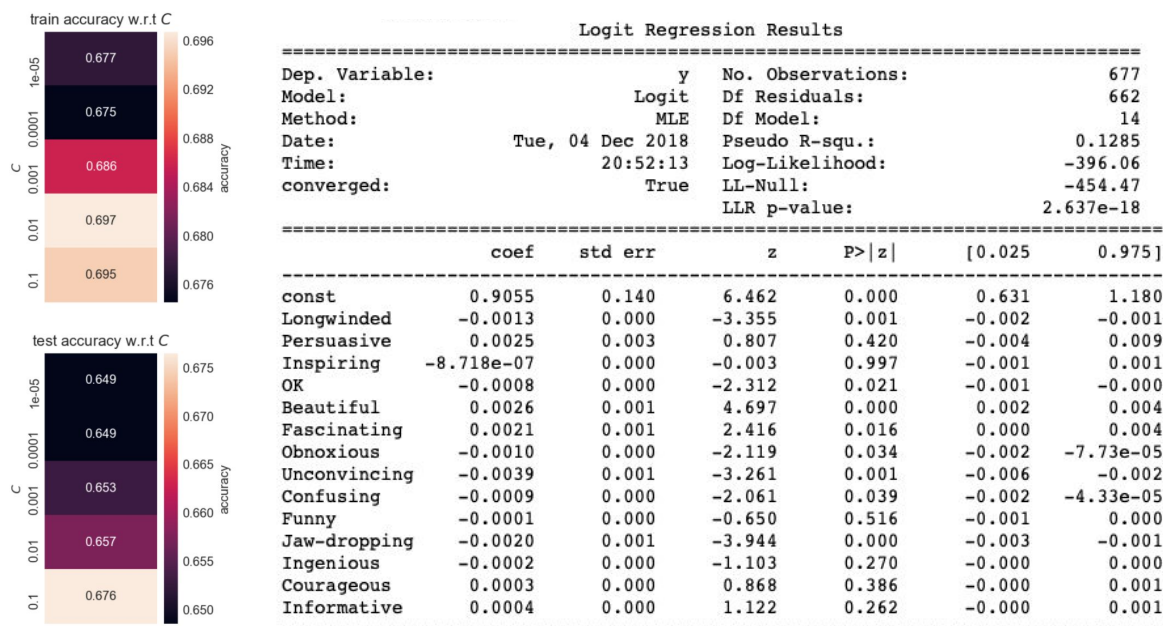 train accuracy w.r.t C
0.677
0.675
0.686
0.697
0.695
1e-05
0.0001
0.001
0.01
0.1
C
0.696
0.692
0.688
0.684
0.680
0.676
accuracy
test accuracy w.r.t C
0.649
0.649
0.653
0.657
0.676
1e-05
0.0001
0.001
0.01
0.1
C
0.675
0.670
0.665
0.660
0.655
0.650
accuracy
Logit Regression Results
==============================================================================
Dep. Variable: y No. Observations: 677
Model: Logit Df Residuals: 662
Method: MLE Df Model: 14
Date: Tue, 04 Dec 2018 Pseudo R-squ.: 0.1285
Time: 20:52:13 Log-Likelihood: -396.06
converged: True LL-Null: -454.47
LLR p-value: 2.637e-18
==============================================================================
coef std err z P>|z| [0.025 0.975]
------------------------------------------------------------------------------
const 0.9055 0.140 6.462 0.000 0.631 1.180
Longwinded -0.0013 0.000 -3.355 0.001 -0.002 -0.001
Persuasive 0.0025 0.003 0.807 0.420 -0.004 0.009
Inspiring -8.718e-07 0.000 -0.003 0.997 -0.001 0.001
OK -0.0008 0.000 -2.312 0.021 -0.001 -0.000
Beautiful 0.0026 0.001 4.697 0.000 0.002 0.004
Fascinating 0.0021 0.001 2.416 0.016 0.000 0.004
Obnoxious -0.0010 0.000 -2.119 0.034 -0.002 -7.73e-05
Unconvincing -0.0039 0.001 -3.261 0.001 -0.006 -0.002
Confusing -0.0009 0.000 -2.061 0.039 -0.002 -4.33e-05
Funny -0.0001 0.000 -0.650 0.516 -0.001 0.000
Jaw-dropping -0.0020 0.001 -3.944 0.000 -0.003 -0.001
Ingenious -0.0002 0.000 -1.103 0.270 -0.000 0.000
Courageous 0.0003 0.000 0.868 0.386 -0.000 0.001
Informative 0.0004 0.000 1.122 0.262 -0.000 0.001